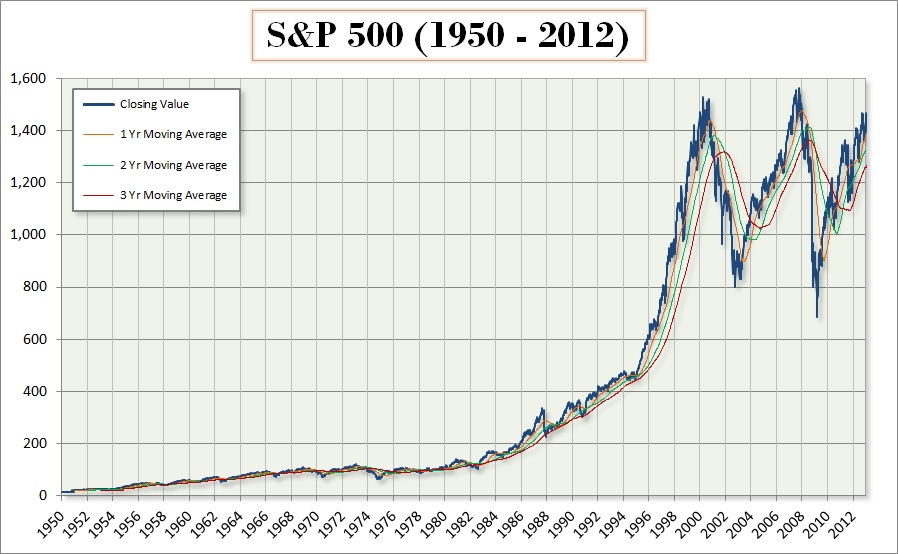 S&P 500 (1950 - 2012)
1,600
1,400
1,200
1,000
800
600
400
200
0
Closing Value
1 Yr Moving Average
2 Yr Moving Average
3 Yr Moving Average
1950 1952 1954 1956 1958 1960 1962 1964 1966 1968 1970 1972 1974 1976 1978 1980 1982 1984 1986 1988 1990 1992 1994 1996 1998 2000 2002 2004 2006 2008 2010 2012